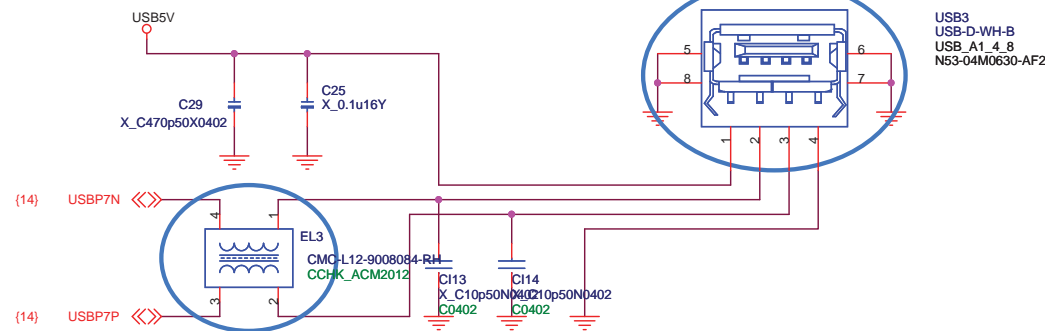 USB5V
USB3
USB-D-WH-B
USB_A1_4_8
N53-04M0630-AF2
5
6
8
7
C29
X_C470p50X0402
C25
X_0.1u16Y
1
2
3
4
{14} USBP7N
4
1
EL3
CMC-L12-9008084-RH
CCHK_ACM2012
3
2
CI13
X_C10p50N0402
C0402
CI14
X_C10p50N0402
C0402
{14} USBP7P